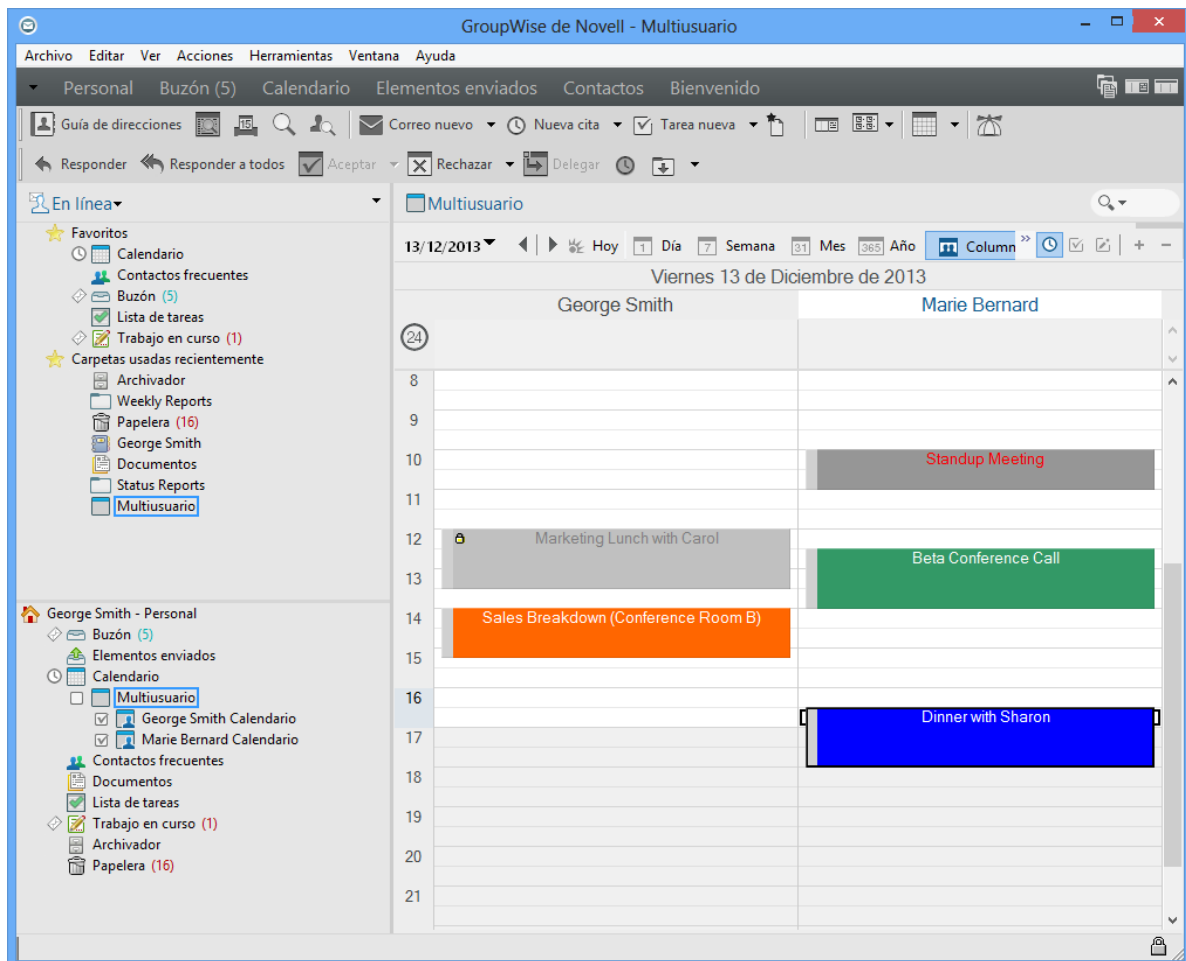 GroupWise de Novell - Multiusuario
Archivo Editar Ver Acciones Herramientas Ventana Ayuda
Personal Buzón (5) Calendario Elementos enviados Contactos Bienvenido
Guía de direcciones 15 Correo nuevo Nueva cita Tarea nueva
Responder Responder a todos Aceptar Rechazar Delegar
En línea
Favoritos
Calendario
Contactos frecuentes
Buzón (5)
Lista de tareas
Trabajo en curso (1)
Carpetas usadas recientemente
Archivador
Weekly Reports
Papelera (16)
George Smith
Documentos
Status Reports
Multiusuario
George Smith - Personal
Buzón (5)
Elementos enviados
Calendario
Multiusuario
George Smith Calendario
Marie Bernard Calendario
Contactos frecuentes
Documentos
Lista de tareas
Trabajo en curso (1)
Archivador
Papelera (16)
Multiusuario
13/12/2013 Hoy 1 Día 7 Semana 31 Mes 365 Año Column »
Viernes 13 de Diciembre de 2013
George Smith Marie Bernard
24
8
9
10 Standup Meeting
11
12 Marketing Lunch with Carol
Beta Conference Call
13
14 Sales Breakdown (Conference Room B)
15
16
Dinner with Sharon
17
18
19
20
21